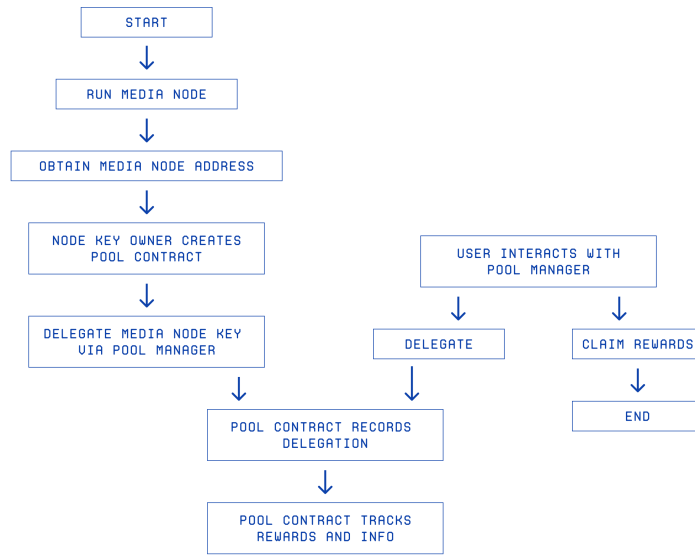 START
RUN MEDIA NODE
OBTAIN MEDIA NODE ADDRESS
NODE KEY OWNER CREATES
POOL CONTRACT
DELEGATE MEDIA NODE KEY
VIA POOL MANAGER
USER INTERACTS WITH
POOL MANAGER
DELEGATE
CLAIM REWARDS
END
POOL CONTRACT RECORDS
DELEGATION
POOL CONTRACT TRACKS
REWARDS AND INFO